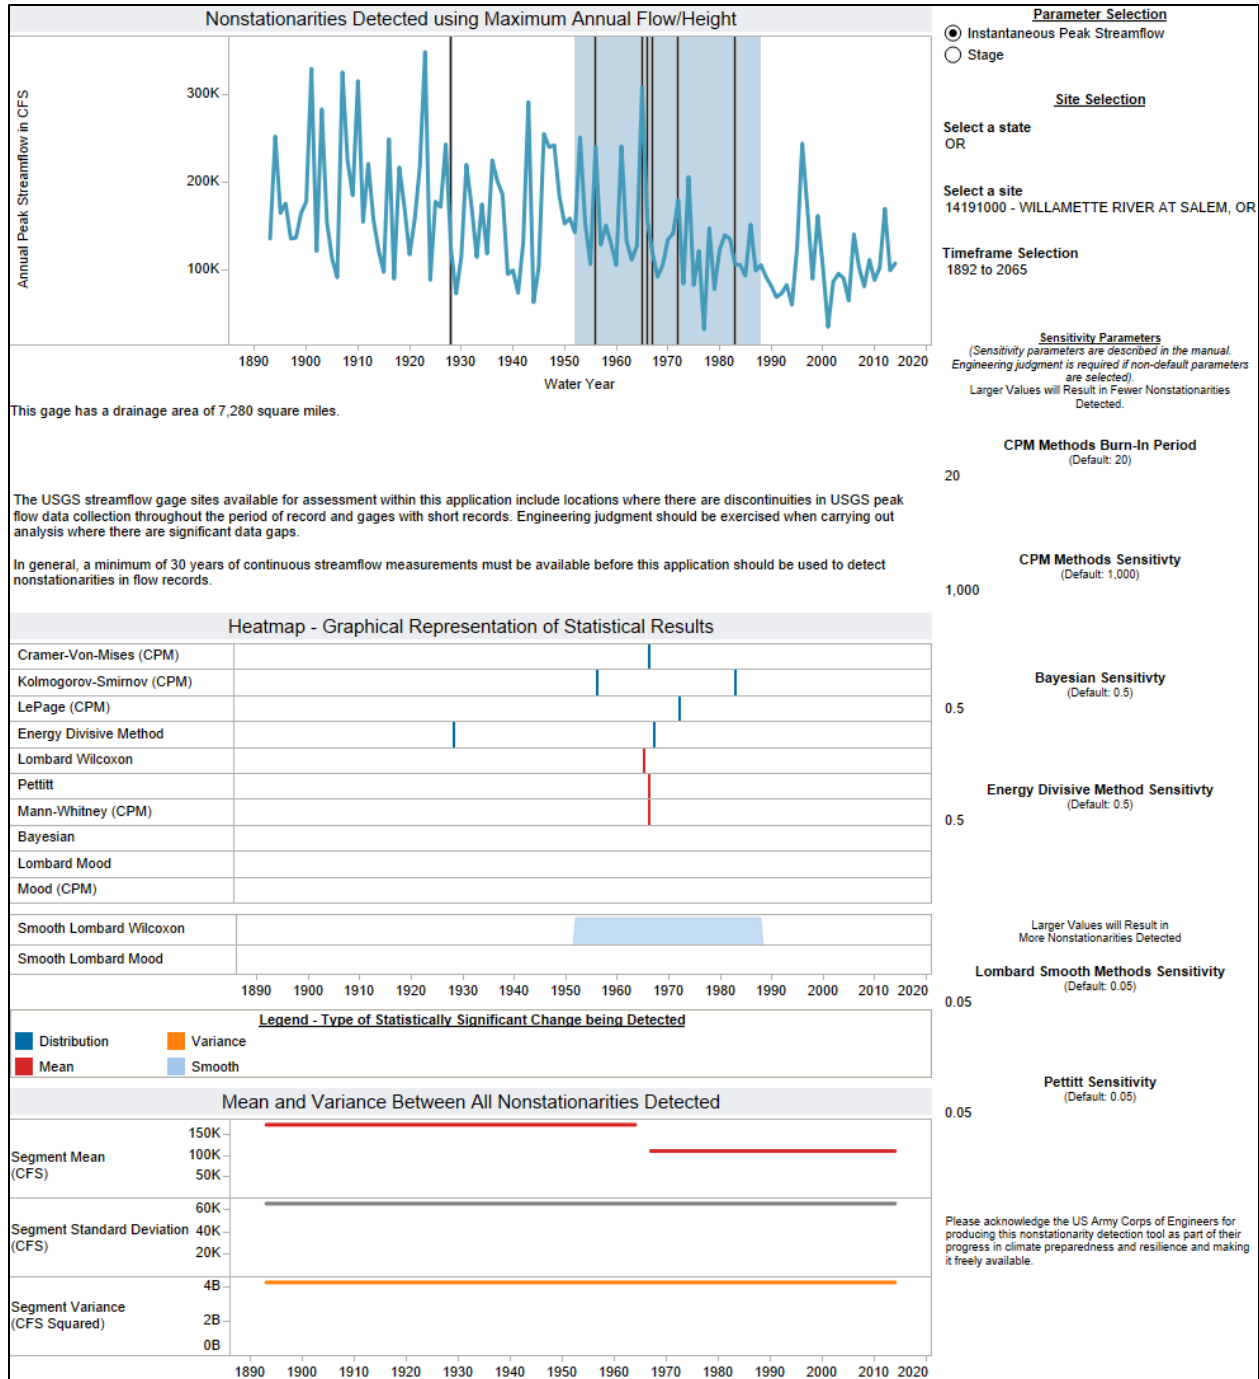 Nonstationarities Detected using Maximum Annual Flow/Height
Annual Peak Streamflow in CFS
300K
200K
100K
1890 1900 1910 1920 1930 1940 1950 1960 1970 1980 1990 2000 2010 2020
Water Year
This gage has a drainage area of 7,280 square miles.
The USGS streamflow gage sites available for assessment within this application include locations where there are discontinuities in USGS peak
flow data collection throughout the period of record and gages with short records. Engineering judgment should be exercised when carrying out
analysis where there are significant data gaps.
In general, a minimum of 30 years of continuous streamflow measurements must be available before this application should be used to detect
nonstationarities in flow records.
Heatmap - Graphical Representation of Statistical Results
Cramer-Von-Mises (CPM)
Kolmogorov-Smirnov (CPM)
LePage (CPM)
Energy Divisive Method
Lombard Wilcoxon
Pettitt
Mann-Whitney (CPM)
Bayesian
Lombard Mood
Mood (CPM)
Smooth Lombard Wilcoxon
Smooth Lombard Mood
1890 1900 1910 1920 1930 1940 1950 1960 1970 1980 1990 2000 2010 2020
Legend - Type of Statistically Significant Change being Detected
Distribution Variance
Mean Smooth
Mean and Variance Between All Nonstationarities Detected
Segment Mean
(CFS)
150K
100K
50K
Segment Standard Deviation
(CFS)
60K
40K
20K
Segment Variance
(CFS Squared)
4B
2B
0B
1890 1900 1910 1920 1930 1940 1950 1960 1970 1980 1990 2000 2010 2020
Parameter Selection
Instantaneous Peak Streamflow
Stage
Site Selection
Select a state
OR
Select a site
14191000 - WILLAMETTE RIVER AT SALEM, OR
Timeframe Selection
1892 to 2065
Sensitivity Parameters
(Sensitivity parameters are described in the manual.
Engineering judgment is required if non-default parameters
are selected).
Larger Values will Result in Fewer Nonstationarities
Detected.
CPM Methods Burn-In Period
(Default: 20)
20
CPM Methods Sensitivty
(Default: 1,000)
1,000
Bayesian Sensitivty
(Default: 0.5)
0.5
Energy Divisive Method Sensitivty
(Default: 0.5)
0.5
Larger Values will Result in
More Nonstationarities Detected
Lombard Smooth Methods Sensitivity
(Default: 0.05)
0.05
Pettitt Sensitivity
(Default: 0.05)
0.05
Please acknowledge the US Army Corps of Engineers for
producing this nonstationarity detection tool as part of their
progress in climate preparedness and resilience and making
it freely available.